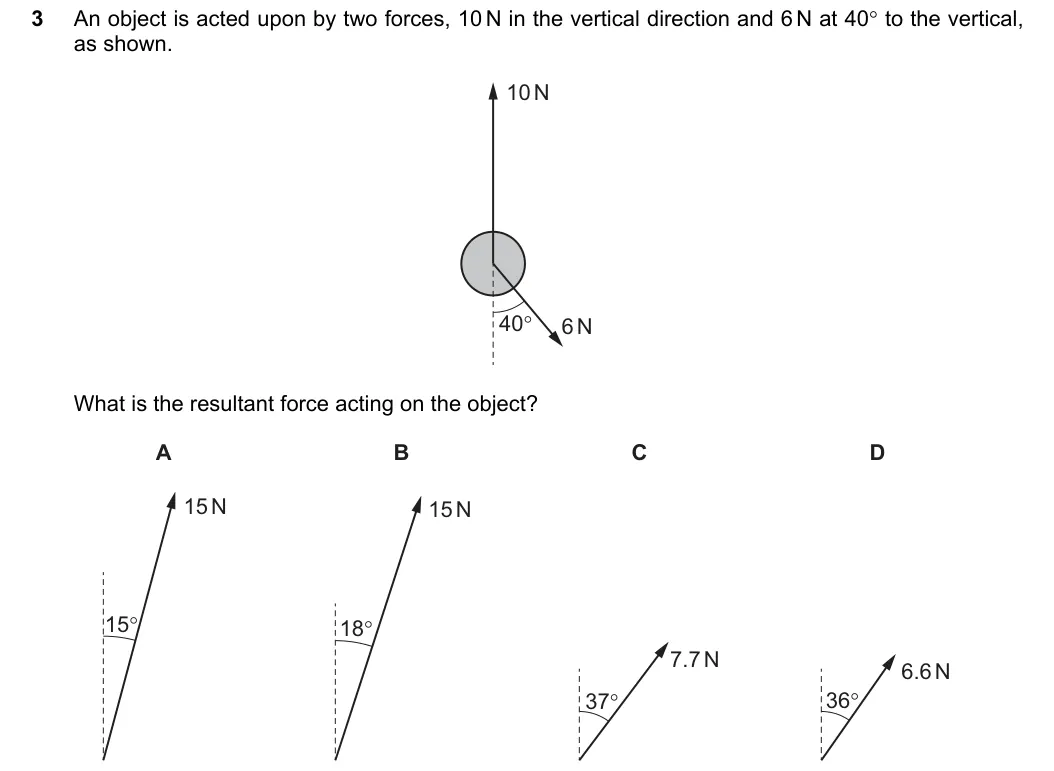 3 An object is acted upon by two forces, 10 N in the vertical direction and 6 N at 40° to the vertical,
as shown.
10 N
40°
6 N
What is the resultant force acting on the object?
A B C D
15 N
15 N
15°
18°
7.7 N
6.6 N
37°
36°